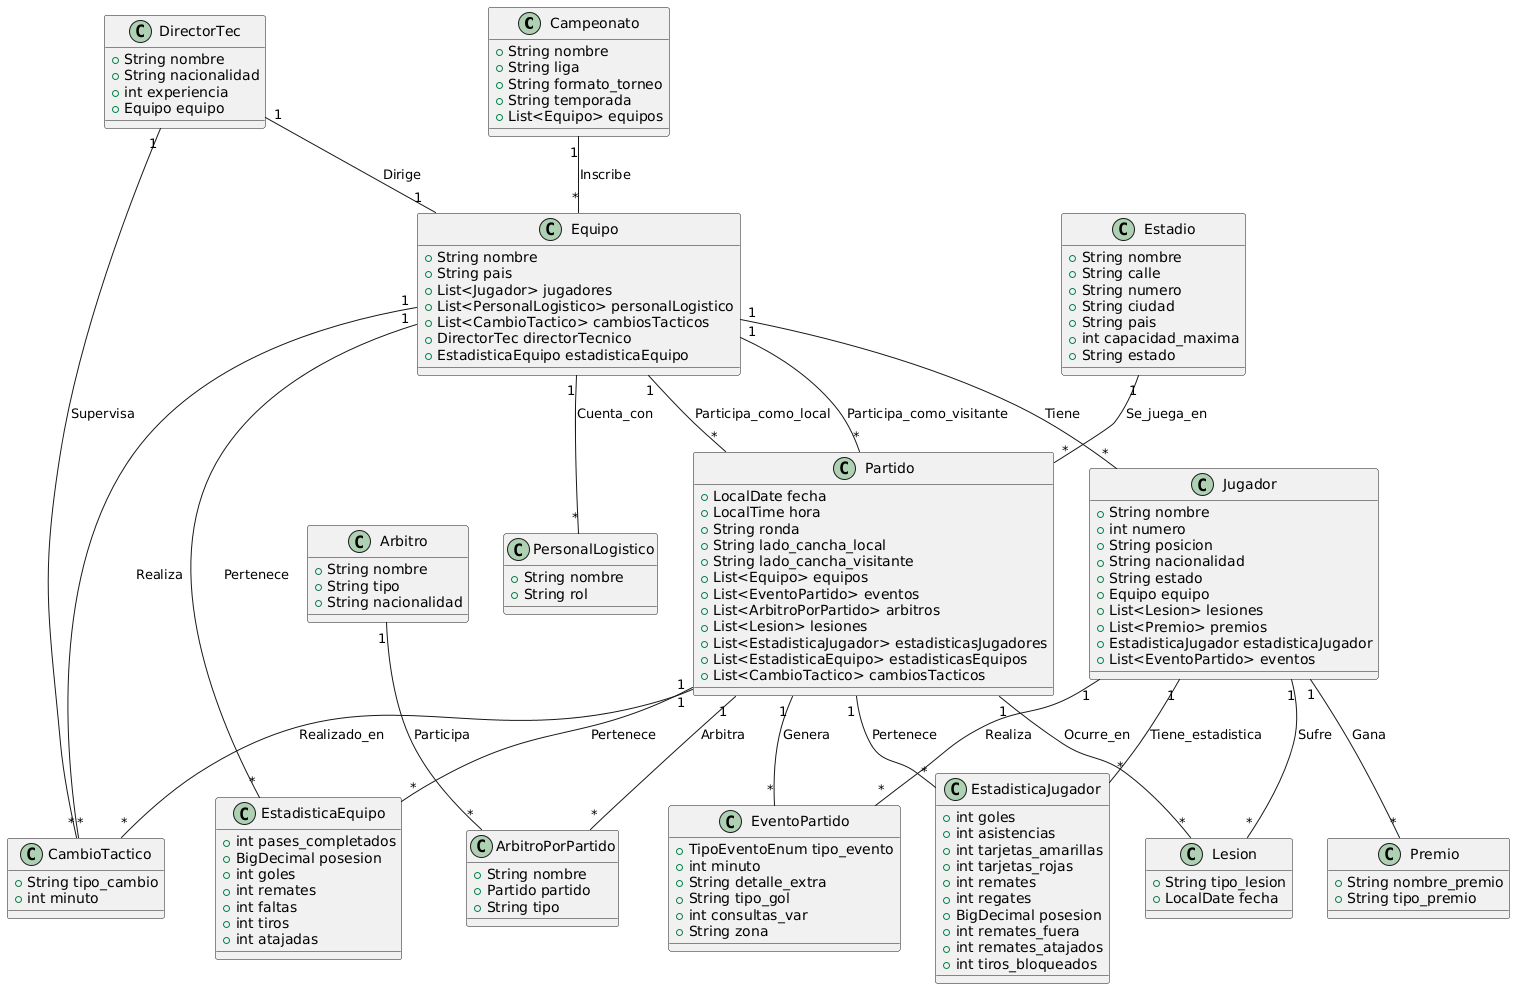 C DirectorTec
String nombre
String nacionalidad
int experiencia
Equipo equipo
C Campeonato
String nombre
String liga
String formato_torneo
String temporada
List<Equipo> equipos
1
1
1
Dirige
Inscribe
1
*
C Equipo
String nombre
String pais
List<Jugador> jugadores
List<PersonalLogistico> personalLogistico
List<CambioTactico> cambiosTacticos
DirectorTec directorTecnico
EstadisticaEquipo estadisticaEquipo
C Estadio
String nombre
String calle
String numero
String ciudad
String pais
int capacidad_maxima
String estado
1
1
1
1
1
1
1
Supervisa
Cuenta_con
Participa_como_local
Participa_como_visitante
Tiene
Se_juega_en
*
*
*
*
*
C Partido
LocalDate fecha
LocalTime hora
String ronda
String lado_cancha_local
String lado_cancha_visitante
List<Equipo> equipos
List<EventoPartido> eventos
List<ArbitroPorPartido> arbitros
List<Lesion> lesiones
List<EstadisticaJugador> estadisticasJugadores
List<EstadisticaEquipo> estadisticasEquipos
List<CambioTactico> cambiosTacticos
C Jugador
String nombre
int numero
String posicion
String nacionalidad
String estado
Equipo equipo
List<Lesion> lesiones
List<Premio> premios
EstadisticaJugador estadisticaJugador
List<EventoPartido> eventos
C Arbitro
String nombre
String tipo
String nacionalidad
C PersonalLogistico
String nombre
String rol
Realiza
Pertenece
1
1
1
1
1
1
1
1
1
1
1
Realizado_en
Participa
Pertenece
Arbitra
Genera
Pertenece
Realiza
Ocurre_en
Tiene_estadistica
Sufre
Gana
*
*
*
*
*
*
*
*
*
*
*
*
*
*
C CambioTactico
String tipo_cambio
int minuto
C EstadisticaEquipo
int pases_completados
BigDecimal posesion
int goles
int remates
int faltas
int tiros
int atajadas
C ArbitroPorPartido
String nombre
Partido partido
String tipo
C EventoPartido
TipoEventoEnum tipo_evento
int minuto
String detalle_extra
String tipo_gol
int consultas_var
String zona
C EstadisticaJugador
int goles
int asistencias
int tarjetas_amarillas
int tarjetas_rojas
int remates
int regates
BigDecimal posesion
int remates_fuera
int remates_atajados
int tiros_bloqueados
C Lesion
String tipo_lesion
LocalDate fecha
C Premio
String nombre_premio
String tipo_premio